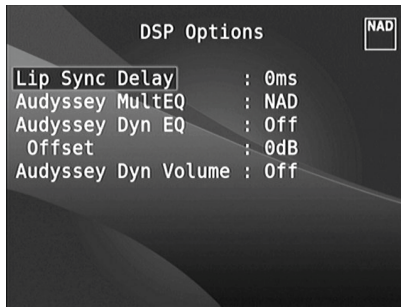 DSP Options
NAD
Lip Sync Delay : 0ms
Audyssey MultEQ : NAD
Audyssey Dyn EQ : Off
Offset : 0dB
Audyssey Dyn Volume : Off